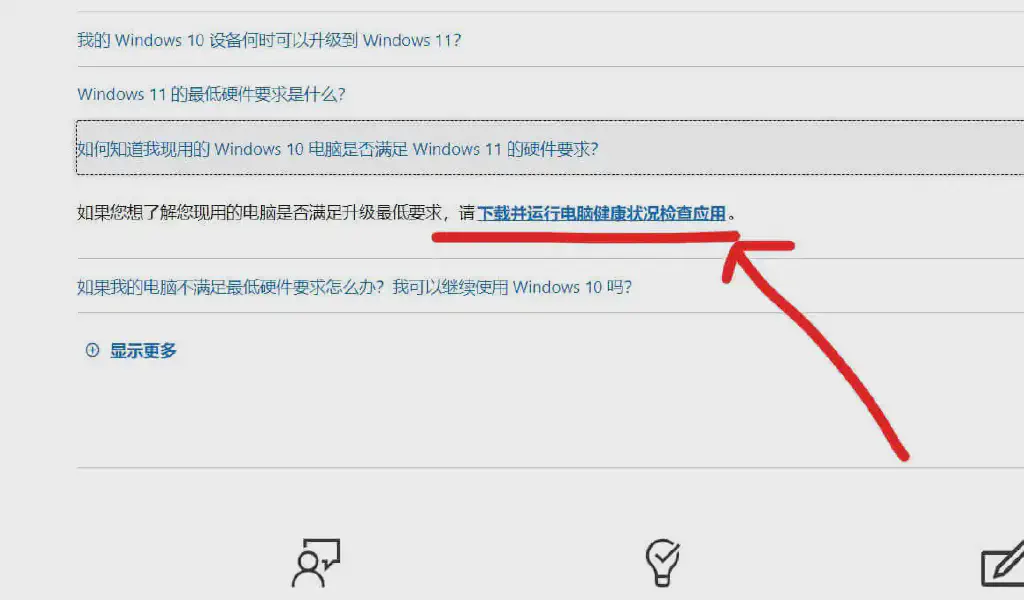 我的 Windows 10 设备何时可以升级到 Windows 11?
Windows 11 的最低硬件要求是什么?
如何知道我现用的 Windows 10 电脑是否满足 Windows 11 的硬件要求?
如果您想了解您现用的电脑是否满足升级最低要求，请下载并运行电脑健康状况检查应用。
如果我的电脑不满足最低硬件要求怎么办？我可以继续使用 Windows 10 吗?
显示更多